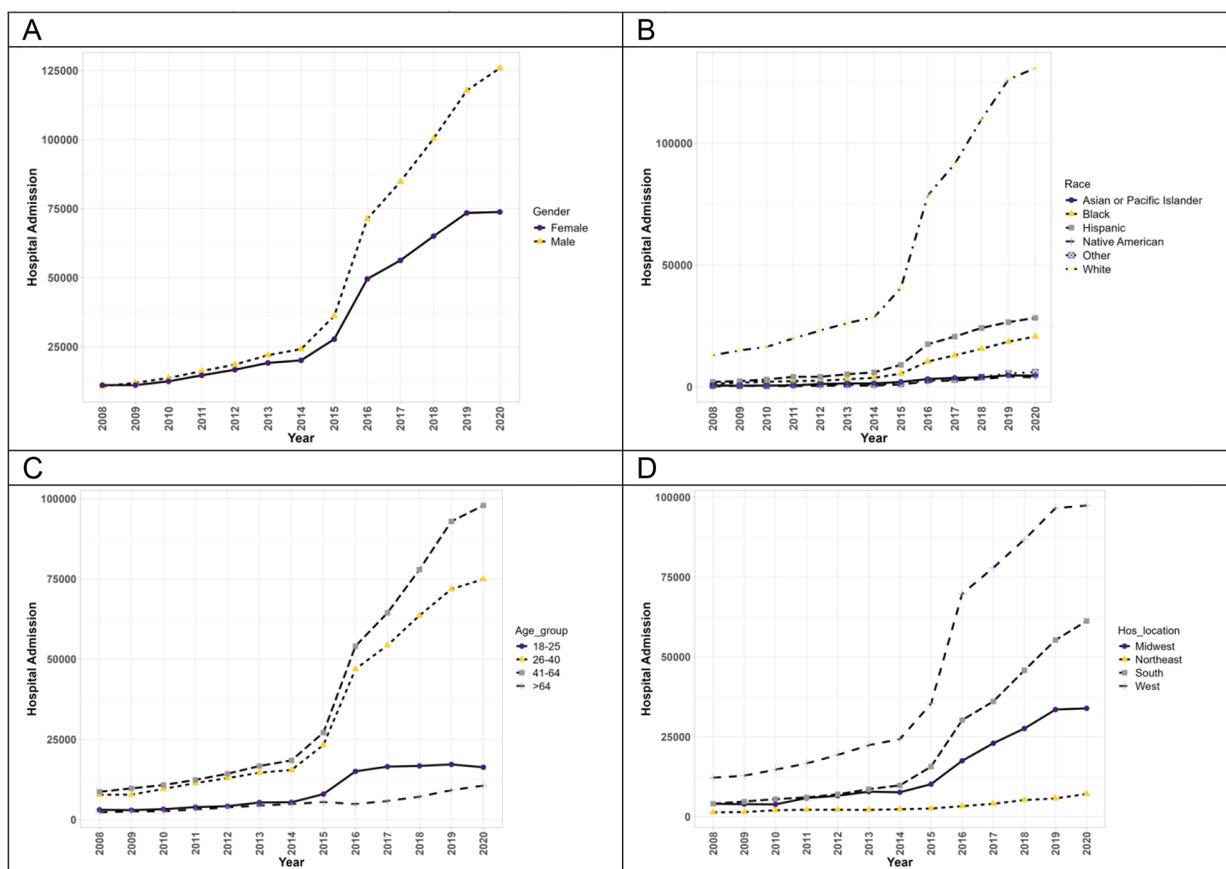 A
125000
100000
75000
50000
25000
Hospital Admission
2008 2009 2010 2011 2012 2013 2014 2015 2016 2017 2018 2019 2020
Year
Gender
Female
Male
B
100000
50000
0
Hospital Admission
2008 2009 2010 2011 2012 2013 2014 2015 2016 2017 2018 2019 2020
Year
Race
Asian or Pacific Islander
Black
Hispanic
Native American
Other
White
C
100000
75000
50000
25000
0
Hospital Admission
2008 2009 2010 2011 2012 2013 2014 2015 2016 2017 2018 2019 2020
Year
Age_group
18-25
26-40
41-64
>64
D
100000
75000
50000
25000
0
Hospital Admission
2008 2009 2010 2011 2012 2013 2014 2015 2016 2017 2018 2019 2020
Year
Hos_location
Midwest
Northeast
South
West